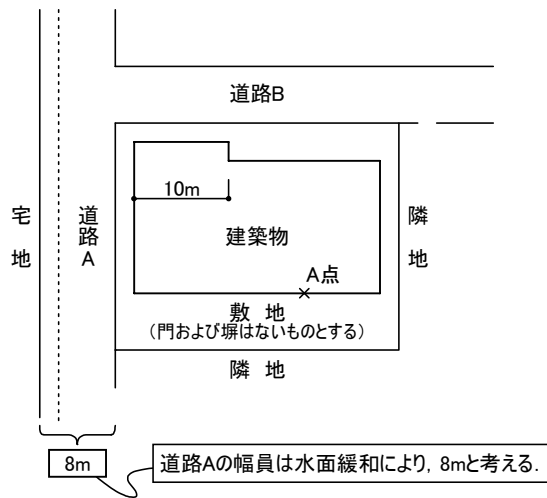 道路B
10m
宅地
道路A
建築物
隣地
A点
敷 地
(門および塀はないものとする)
隣 地
8m
道路Aの幅員は水面緩和により, 8mと考える.